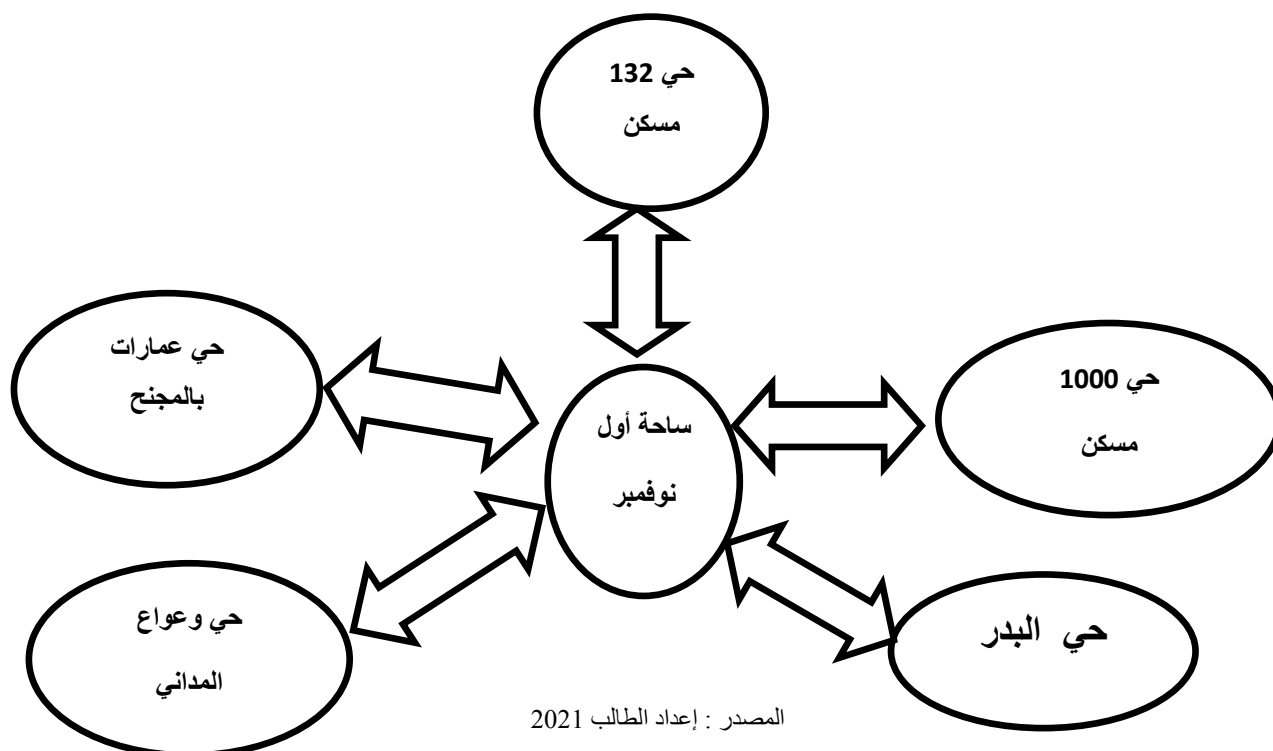 حي 132
مسكن
حي عمارات
بالمجنح
حي 1000
مسكن
ساحة أول
نوفمبر
حي وعواع
المداني
حي البدر
المصدر : إعداد الطالب 2021